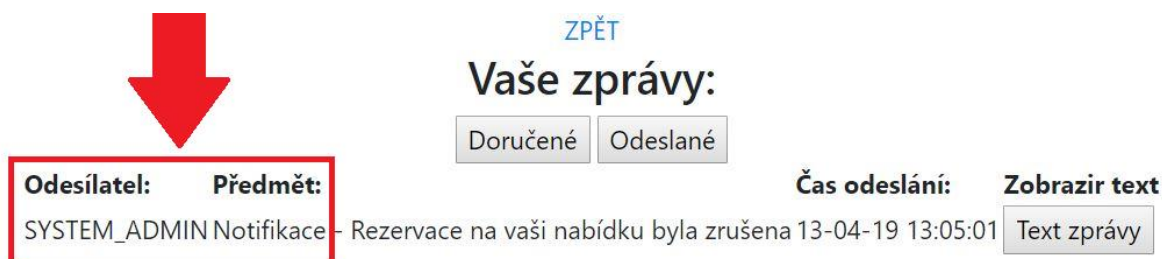 ZPĚT
Vaše zprávy:
Doručené Odeslané
Odesílatel: Předmět: Čas odeslání: Zobrazir text
SYSTEM_ADMIN Notifikace - Rezervace na vaši nabídku byla zrušena 13-04-19 13:05:01 Text zprávy